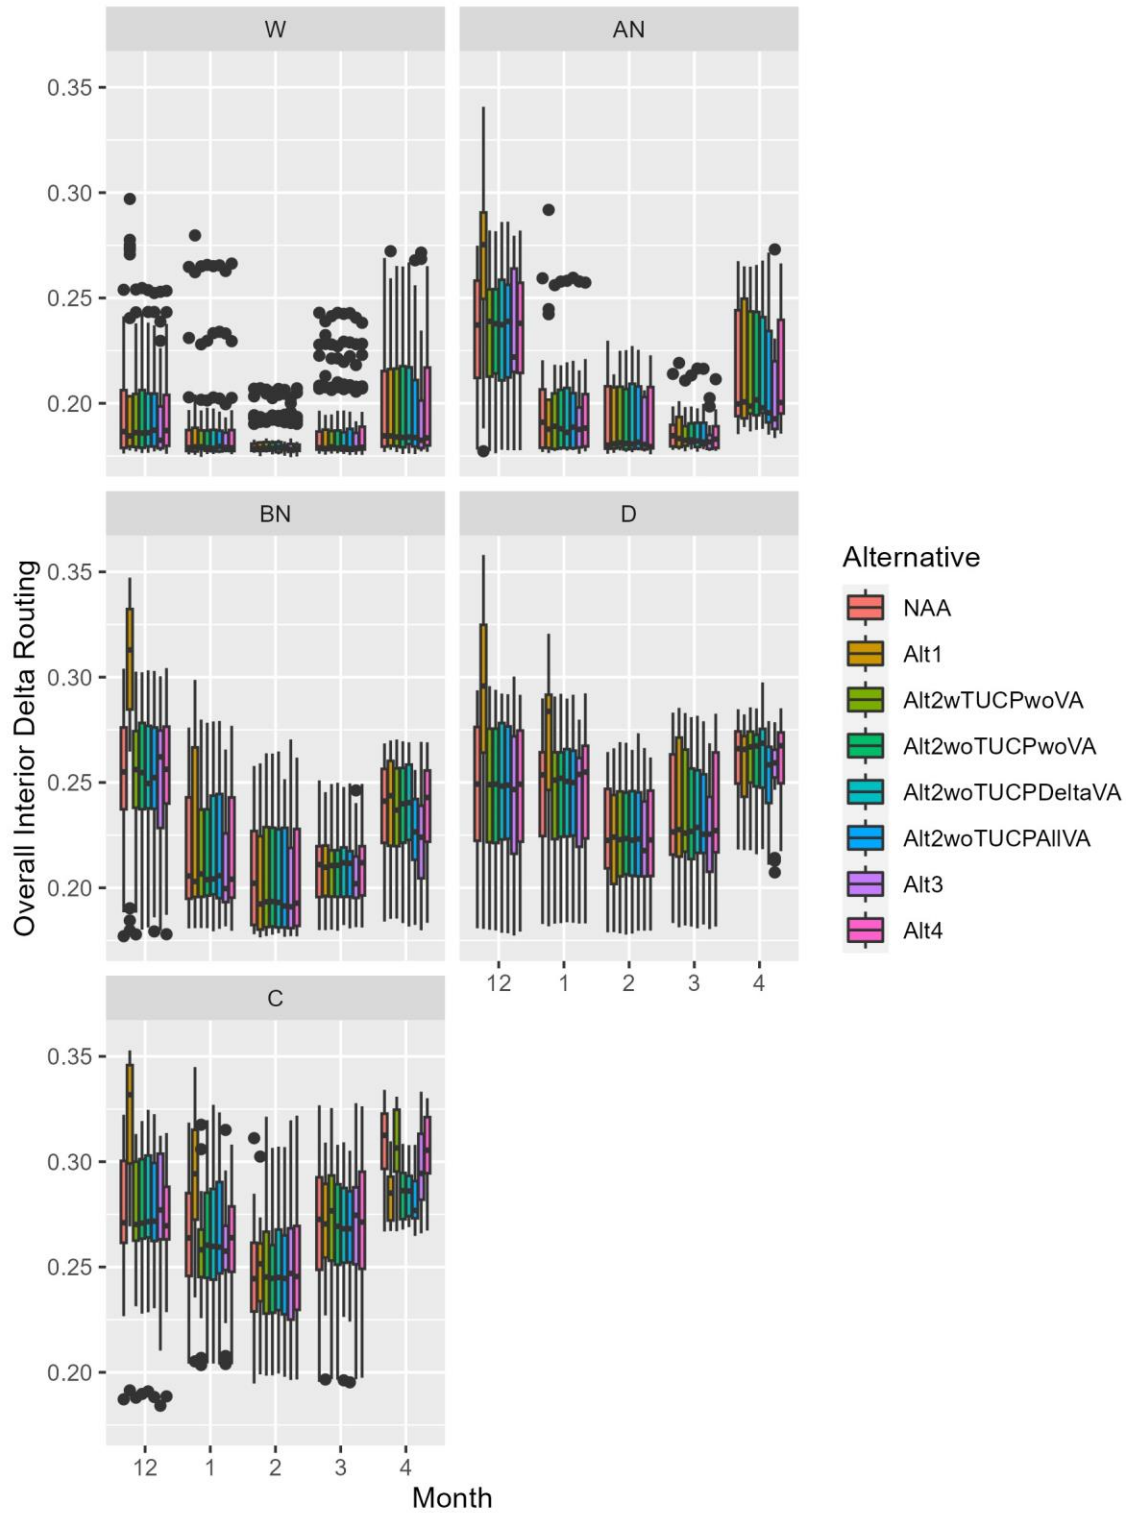 W
AN
0.35
0.30
0.25
0.20
BN
D
0.35
0.30
0.25
0.20
12
1
2
3
4
C
0.35
0.30
0.25
0.20
12
1
2
3
4
Month
Overall Interior Delta Routing
Alternative
NAA
Alt1
Alt2wTUCPwoVA
Alt2woTUCPwoVA
Alt2woTUCPDeltaVA
Alt2woTUCPAllVA
Alt3
Alt4